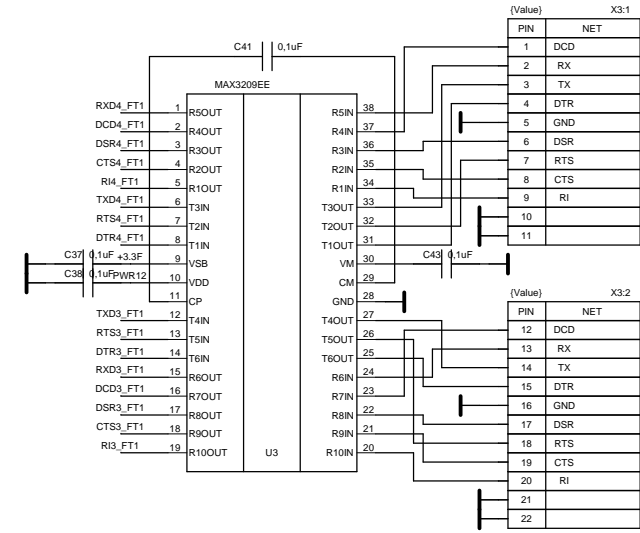 {Value} X3:1
PIN NET
1 DCD
2 RX
3 TX
4 DTR
5 GND
6 DSR
7 RTS
8 CTS
9 RI
10
11
C41 0,1uF
MAX3209EE
RXD4_FT1 1 R5OUT R5IN 38
DCD4_FT1 2 R4OUT R4IN 37
DSR4_FT1 3 R3OUT R3IN 36
CTS4_FT1 4 R2OUT R2IN 35
RI4_FT1 5 R1OUT R1IN 34
TXD4_FT1 6 T3IN T3OUT 33
RTS4_FT1 7 T2IN T2OUT 32
DTR4_FT1 8 T1IN T1OUT 31
C37 0,1uF +3.3F 9 VSB VM 30 C43 0,1uF
C38 0,1uF PWR12 10 VDD CM 29
11 CP GND 28
TXD3_FT1 12 T4IN T4OUT 27
RTS3_FT1 13 T5IN T5OUT 26
DTR3_FT1 14 T6IN T6OUT 25
RXD3_FT1 15 R6OUT R6IN 24
DCD3_FT1 16 R7OUT R7IN 23
DSR3_FT1 17 R8OUT R8IN 22
CTS3_FT1 18 R9OUT R9IN 21
RI3_FT1 19 R10OUT U3 R10IN 20
{Value} X3:2
PIN NET
12 DCD
13 RX
14 TX
15 DTR
16 GND
17 DSR
18 RTS
19 CTS
20 RI
21
22